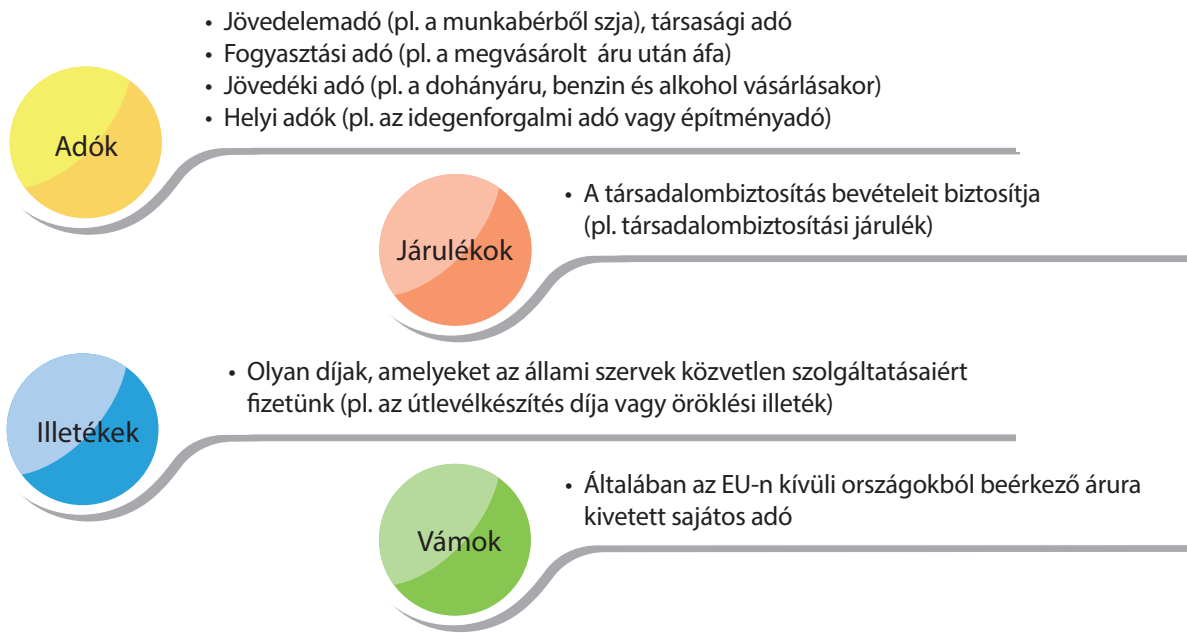 • Jövedelemadó (pl. a munkabérből szja), társasági adó
• Fogyasztási adó (pl. a megvásárolt áru után áfa)
• Jövedéki adó (pl. a dohányáru, benzin és alkohol vásárlásakor)
• Helyi adók (pl. az idegenforgalmi adó vagy építményadó)
Adók
• A társadalombiztosítás bevételeit biztosítja
(pl. társadalombiztosítási járulék)
Járulékok
• Olyan díjak, amelyeket az állami szervek közvetlen szolgáltatásaiért
fizetünk (pl. az útlevélkészítés díja vagy öröklési illeték)
Illetékek
• Általában az EU-n kívüli országokból beérkező árura
kivetett sajátos adó
Vámok